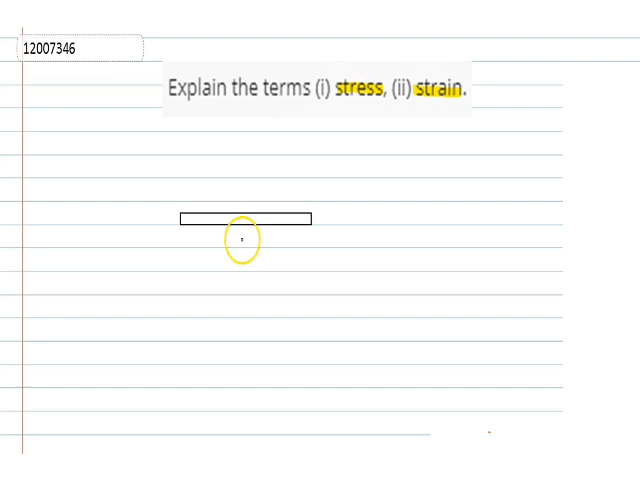 12007346
Explain the terms (i) stress, (ii) strain.